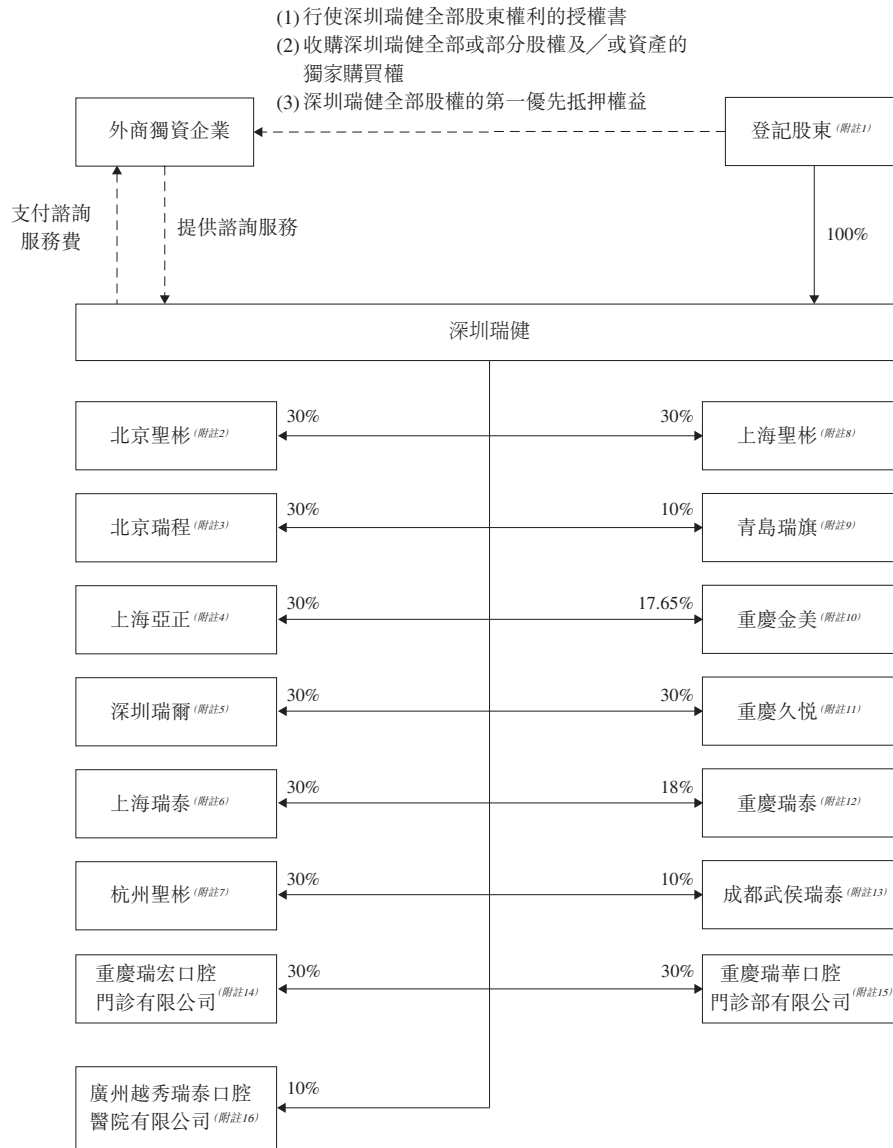 (1) 行使深圳瑞健全部股東權利的授權書
(2) 收購深圳瑞健全部或部分股權及／或資產的
獨家購買權
(3) 深圳瑞健全部股權的第一優先抵押權益
外商獨資企業
登記股東(附註1)
支付諮詢
服務費
提供諮詢服務
100%
深圳瑞健
北京聖彬(附註2)
30%
30%
上海聖彬(附註8)
北京瑞程(附註3)
30%
10%
青島瑞旗(附註9)
上海亞正(附註4)
30%
17.65%
重慶金美(附註10)
深圳瑞爾(附註5)
30%
30%
重慶久悅(附註11)
上海瑞泰(附註6)
30%
18%
重慶瑞泰(附註12)
杭州聖彬(附註7)
30%
10%
成都武侯瑞泰(附註13)
重慶瑞宏口腔
門診有限公司(附註14)
30%
30%
重慶瑞華口腔
門診部有限公司(附註15)
廣州越秀瑞泰口腔
醫院有限公司(附註16)
10%